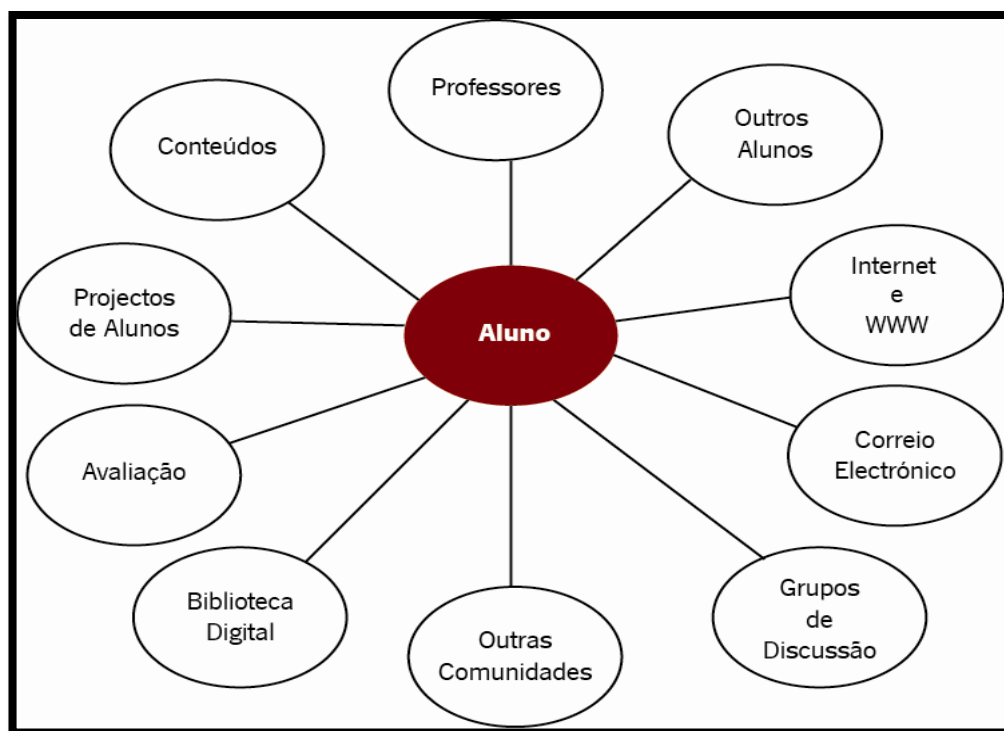 Professores
Outros
Alunos
Conteúdos
Internet
e
WWW
Projectos
de Alunos
Aluno
Correio
Electrónico
Avaliação
Grupos
de
Discussão
Biblioteca
Digital
Outras
Comunidades